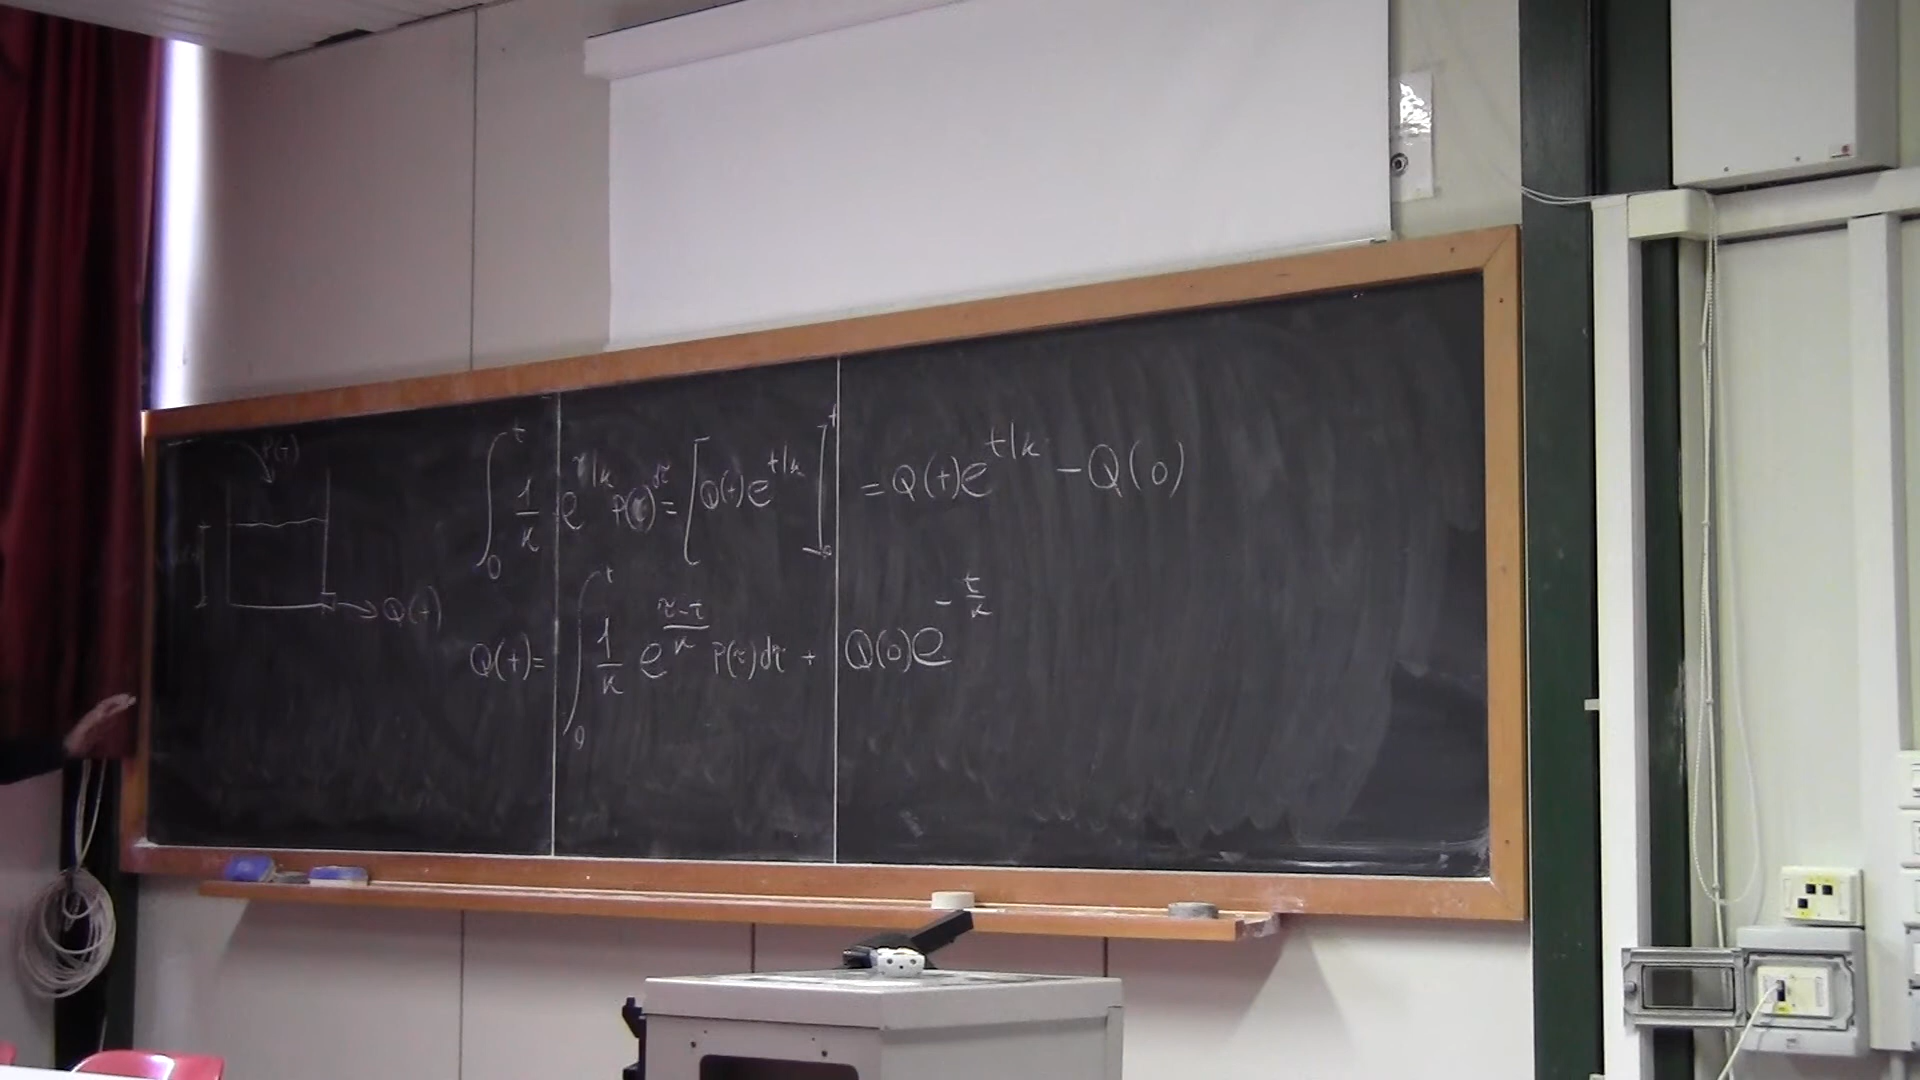 P(t)
Q(t)
∫₀ᵗ 1/k e^{τ/k} P(τ)dτ = [Q(t)e^{t/k}]₀ᵗ = Q(t)e^{t/k} - Q(0)
Q(t) = ∫₀ᵗ 1/k e^{(τ-t)/k} P(τ)dτ + Q(0)e^{-t/k}